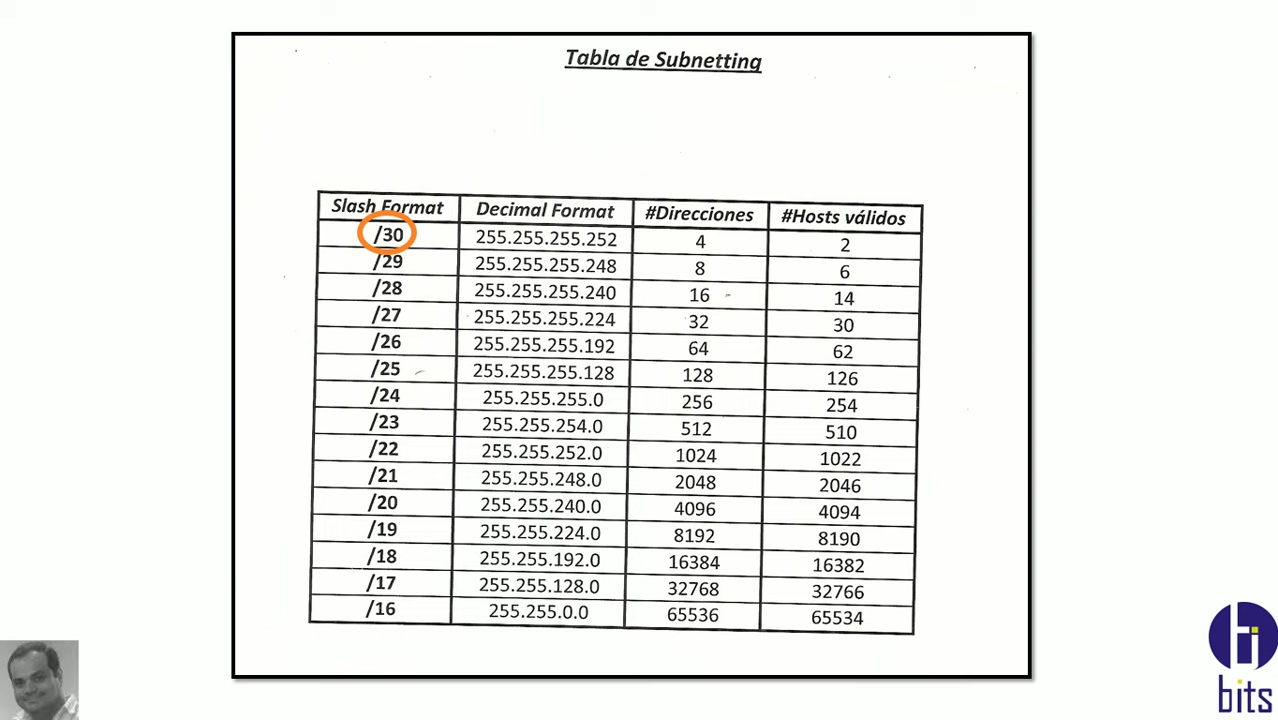 Tabla de Subnetting
Slash Format Decimal Format #Direcciones #Hosts válidos
/30 255.255.255.252 4 2
/29 255.255.255.248 8 6
/28 255.255.255.240 16 14
/27 255.255.255.224 32 30
/26 255.255.255.192 64 62
/25 255.255.255.128 128 126
/24 255.255.255.0 256 254
/23 255.255.254.0 512 510
/22 255.255.252.0 1024 1022
/21 255.255.248.0 2048 2046
/20 255.255.240.0 4096 4094
/19 255.255.224.0 8192 8190
/18 255.255.192.0 16384 16382
/17 255.255.128.0 32768 32766
/16 255.255.0.0 65536 65534
bits